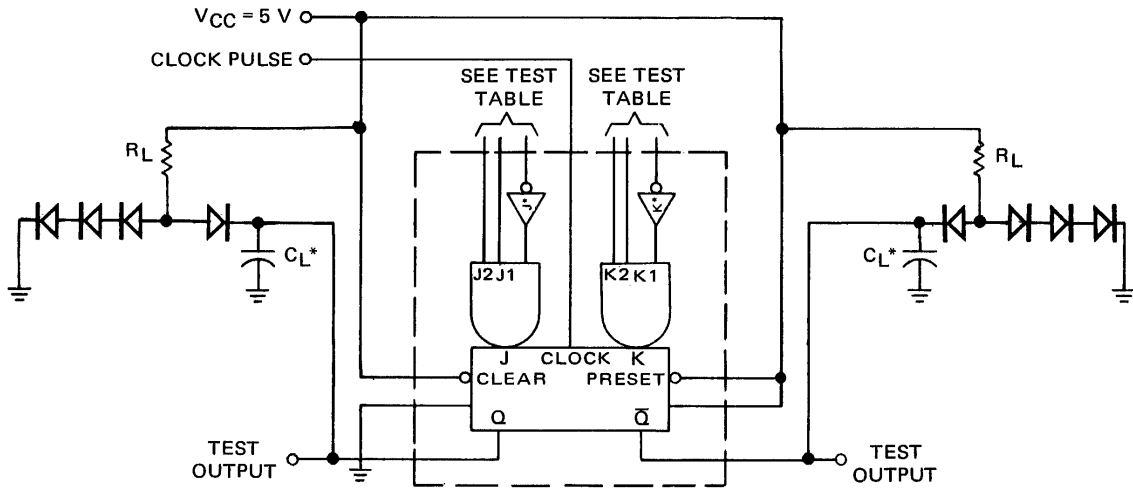 VCC = 5 V
CLOCK PULSE
SEE TEST
TABLE
SEE TEST
TABLE
RL
RL
J*
K*
CL*
CL*
J2 J1
K2 K1
J
CLOCK
K
CLEAR
PRESET
Q
Q̅
TEST
OUTPUT
TEST
OUTPUT